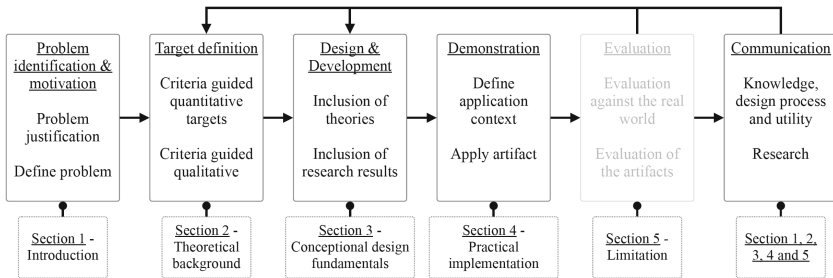 Problem
identification &
motivation
Problem
justification
Define problem
Target definition
Criteria guided
quantitative
targets
Criteria guided
qualitative
Design &
Development
Inclusion of
theories
Inclusion of
research results
Demonstration
Define
application
context
Apply artifact
Evaluation
Evaluation
against the real
world
Evaluation of
the artifacts
Communication
Knowledge,
design process
and utility
Research
Section 1 -
Introduction
Section 2 -
Theoretical
background
Section 3 -
Conceptional design
fundamentals
Section 4 -
Practical
implementation
Section 5 -
Limitation
Section 1, 2,
3, 4 and 5